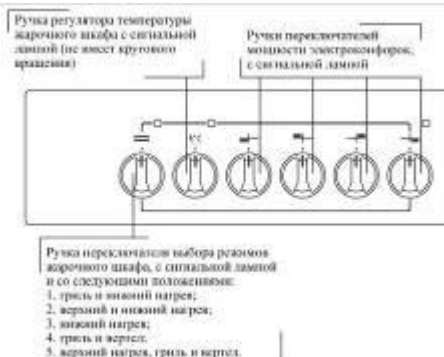 Ручка регулятора температуры
жарочного шкафа с сигнальной
лампой (не имеет кругового
вращения)
Ручки переключателей
мощности электроконфорок,
с сигнальной лампой
t°C
Ручка переключателя выбора режимов
жарочного шкафа, с сигнальной лампой
и со следующими положениями:
1. гриль и нижний нагрев;
2. верхний и нижний нагрев;
3. нижний нагрев;
4. гриль и вертел;
5. верхний нагрев, гриль и вертел.